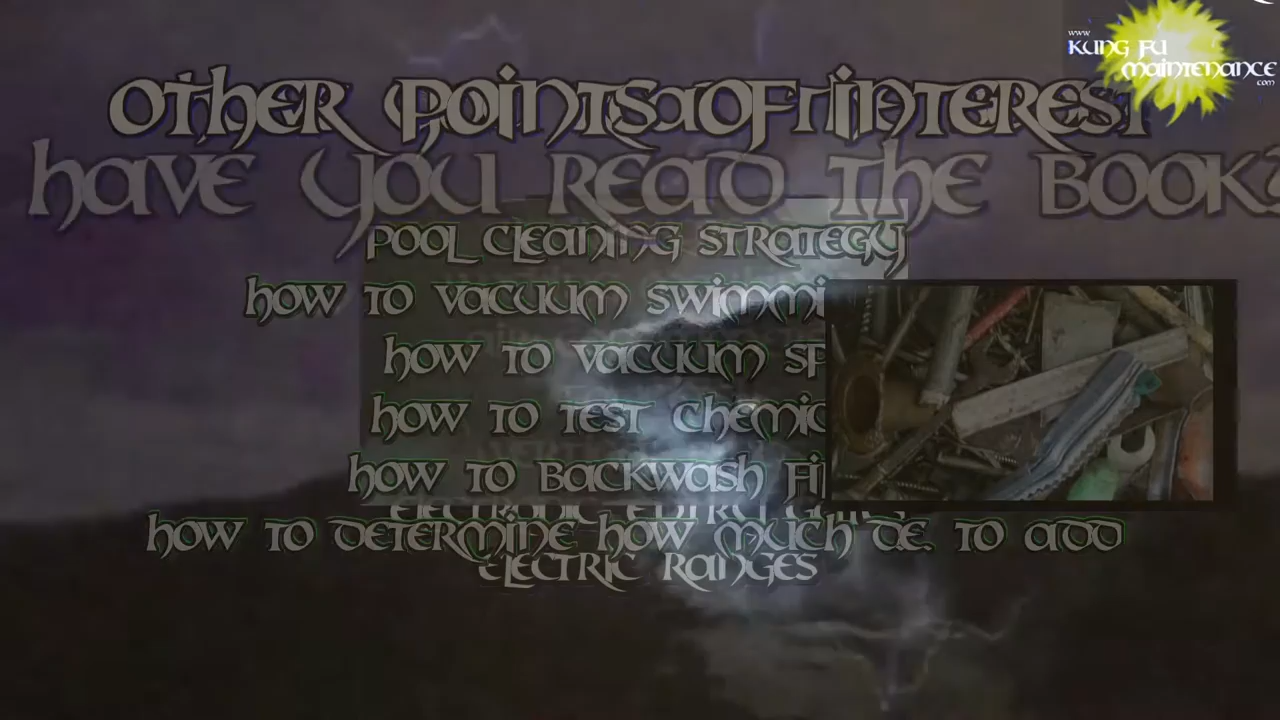 www
Kung Fu
Maintenance
.com
Other Points of Interest
Have You Read The Book?
Pool Cleaning Strategy
How To Vacuum Swimmi
How To Vacuum Sp
How To Test Chemic
How To Backwash Fil
How To Determine How Much D.E. To Add
Electric Ranges